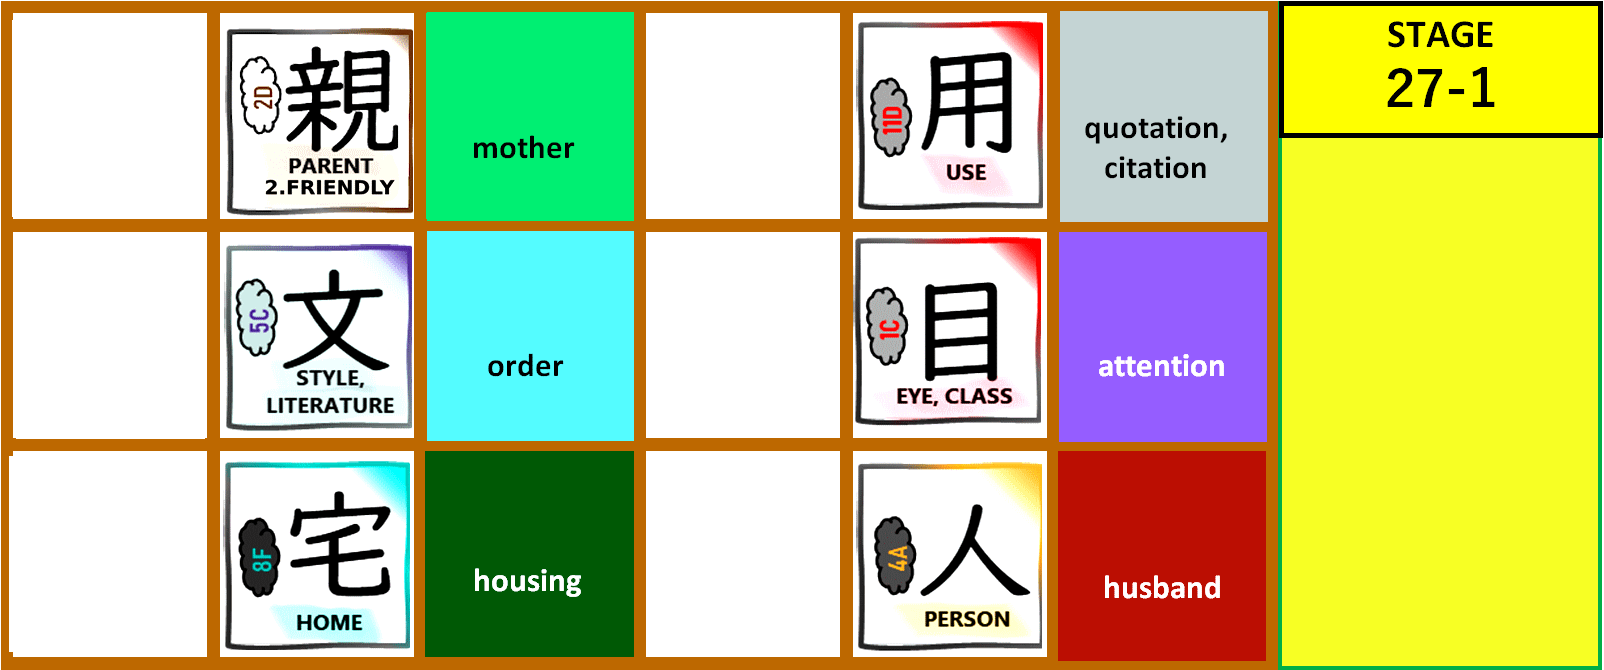 2D
親
PARENT
2.FRIENDLY
mother
11D
用
USE
quotation,
citation
STAGE
27-1
5C
文
STYLE,
LITERATURE
order
1C
目
EYE, CLASS
attention
8F
宅
HOME
housing
4A
人
PERSON
husband